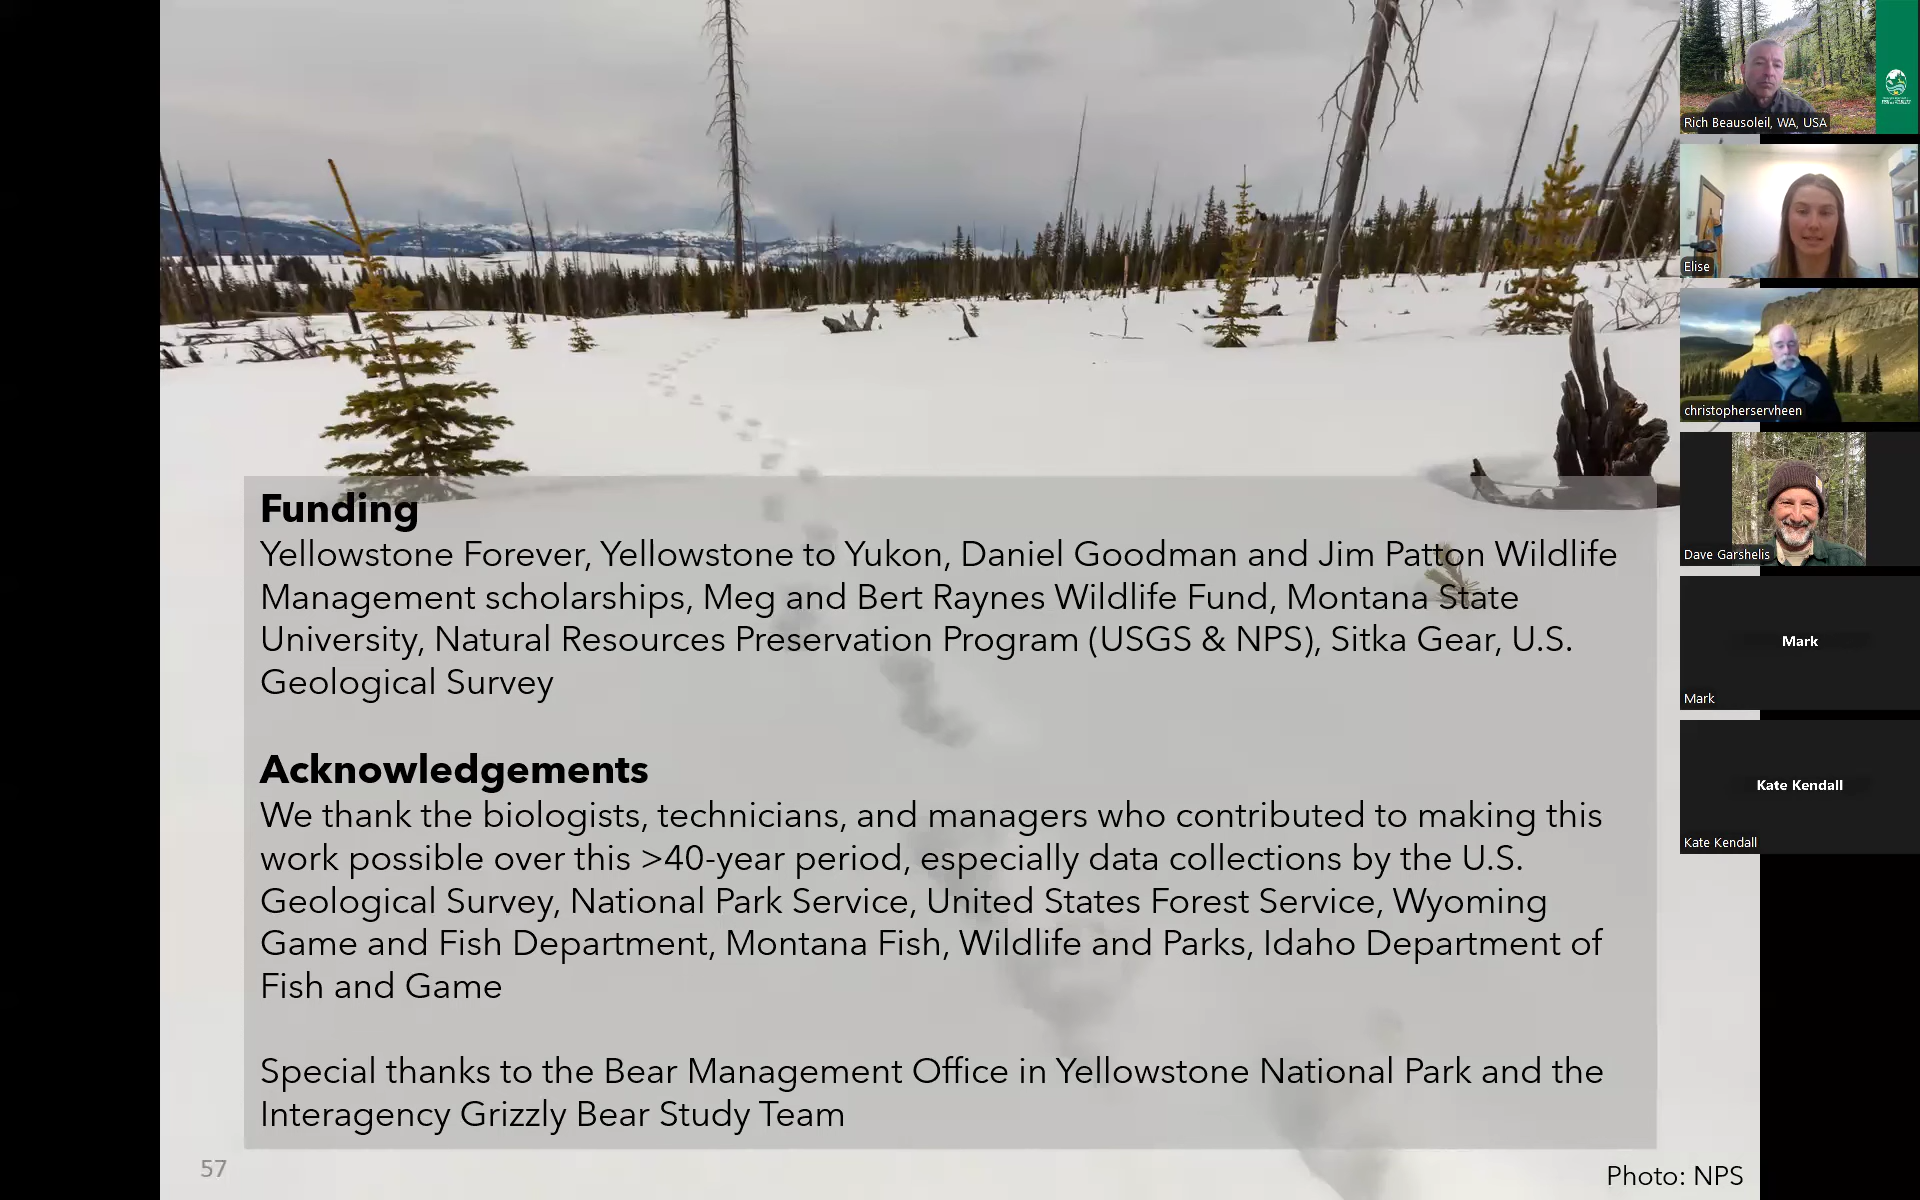 Rich Beausoleil, WA, USA
Elise
christopherservheen
Dave Garshelis
Mark
Mark
Kate Kendall
Kate Kendall
Funding
Yellowstone Forever, Yellowstone to Yukon, Daniel Goodman and Jim Patton Wildlife
Management scholarships, Meg and Bert Raynes Wildlife Fund, Montana State
University, Natural Resources Preservation Program (USGS & NPS), Sitka Gear, U.S.
Geological Survey
Acknowledgements
We thank the biologists, technicians, and managers who contributed to making this
work possible over this >40-year period, especially data collections by the U.S.
Geological Survey, National Park Service, United States Forest Service, Wyoming
Game and Fish Department, Montana Fish, Wildlife and Parks, Idaho Department of
Fish and Game
Special thanks to the Bear Management Office in Yellowstone National Park and the
Interagency Grizzly Bear Study Team
57
Photo: NPS